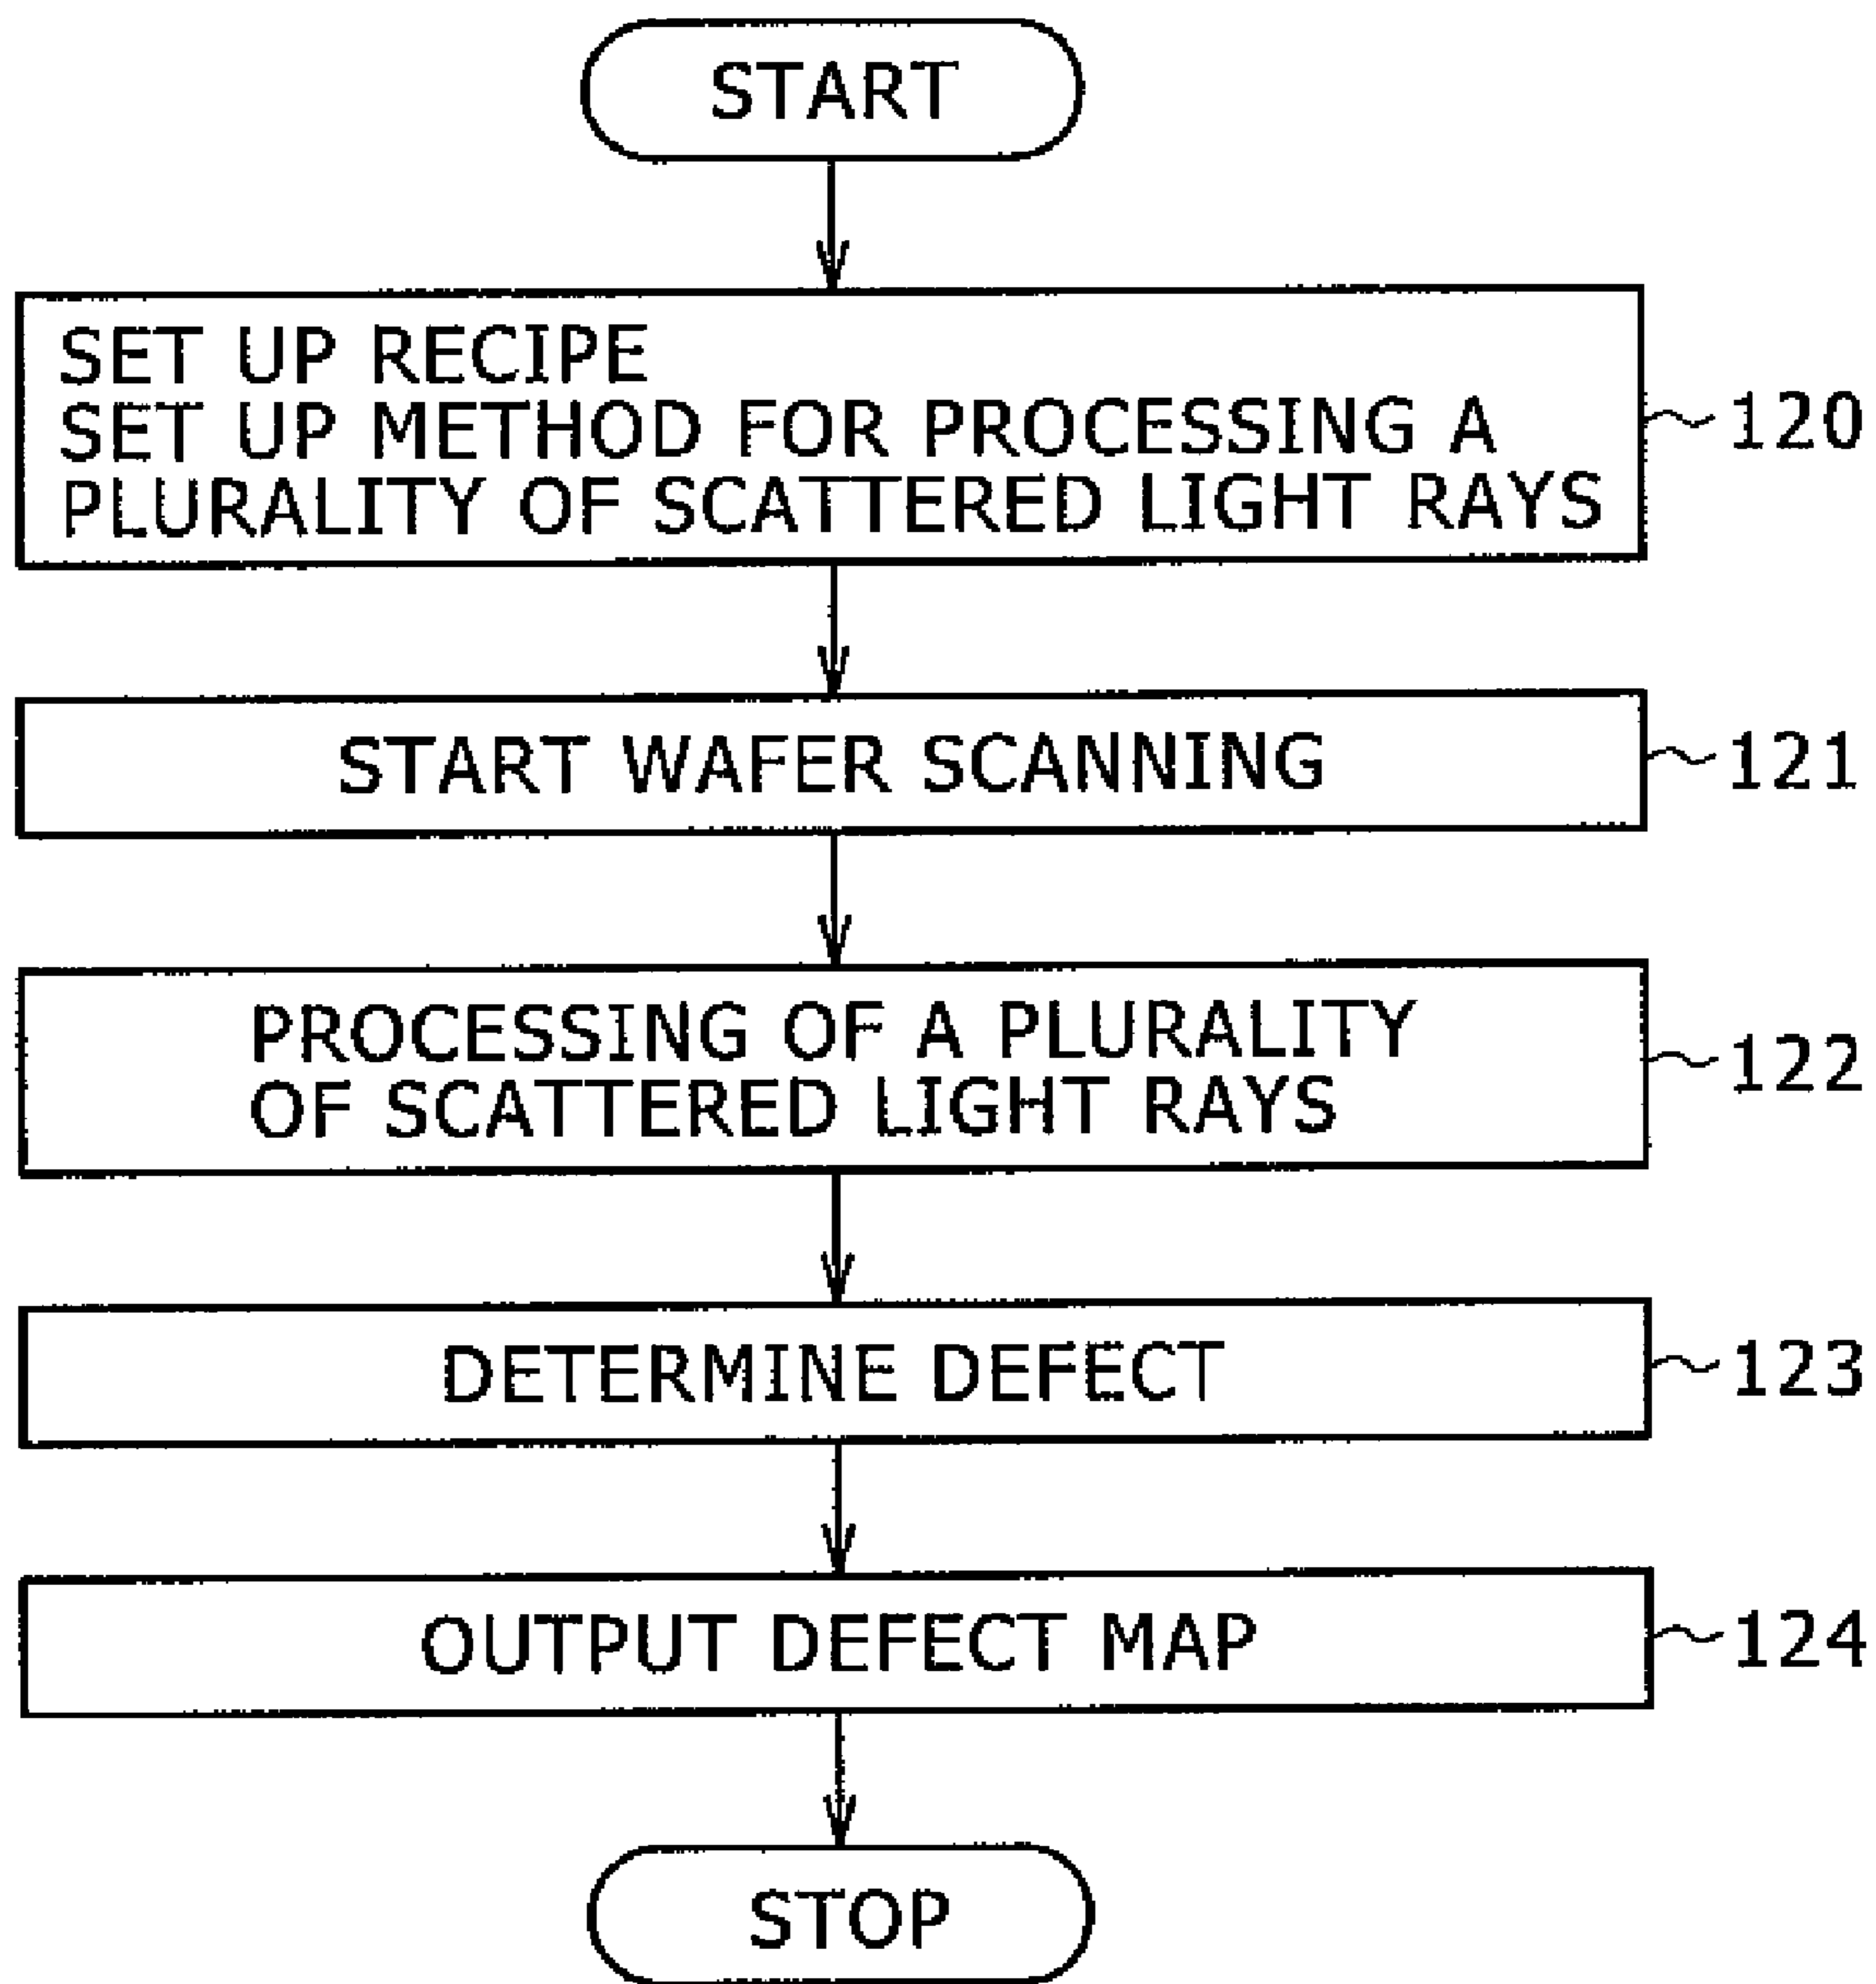 START
SET UP RECIPE
SET UP METHOD FOR PROCESSING A
PLURALITY OF SCATTERED LIGHT RAYS
120
START WAFER SCANNING
121
PROCESSING OF A PLURALITY
OF SCATTERED LIGHT RAYS
122
DETERMINE DEFECT
123
OUTPUT DEFECT MAP
124
STOP